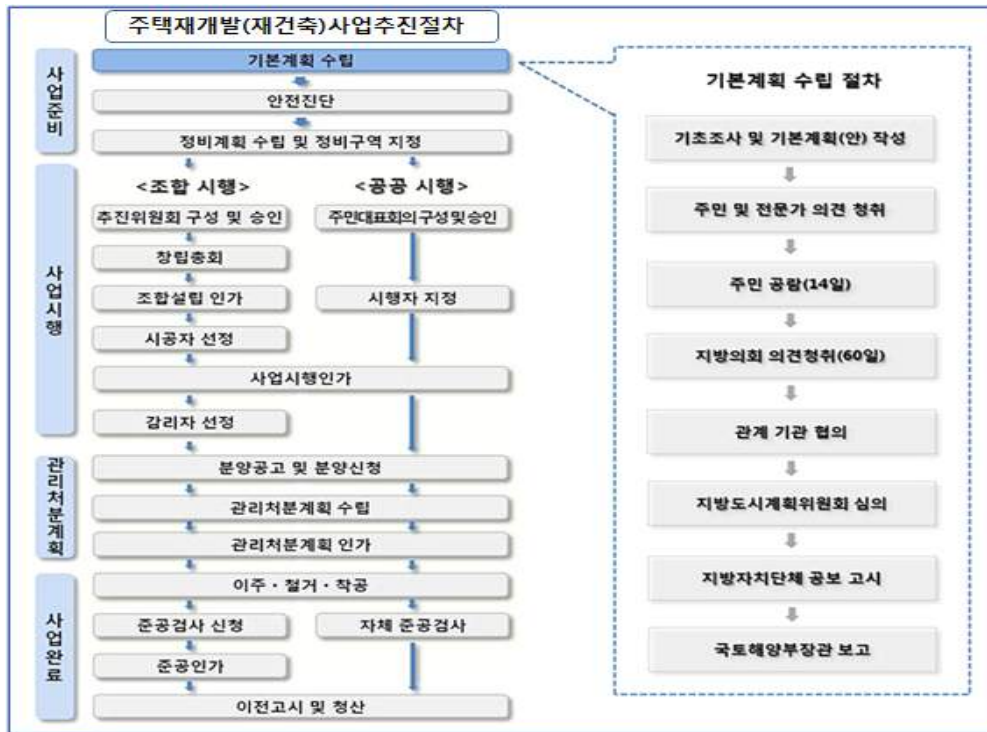 주택재개발(재건축)사업추진절차
사업준비
기본계획 수립
안전진단
정비계획 수립 및 정비구역 지정
사업시행
<조합 시행>
<공공 시행>
추진위원회 구성 및 승인
주민대표회의 구성 및 승인
창립총회
조합설립 인가
시행자 지정
시공자 선정
사업시행인가
감리자 선정
관리처분계획
분양공고 및 분양신청
관리처분계획 수립
관리처분계획 인가
사업완료
이주·철거·착공
준공검사 신청
자체 준공검사
준공인가
이전고시 및 청산
기본계획 수립 절차
기초조사 및 기본계획(안) 작성
주민 및 전문가 의견 청취
주민 공람(14일)
지방의회 의견청취(60일)
관계 기관 협의
지방도시계획위원회 심의
지방자치단체 공보 고시
국토해양부장관 보고